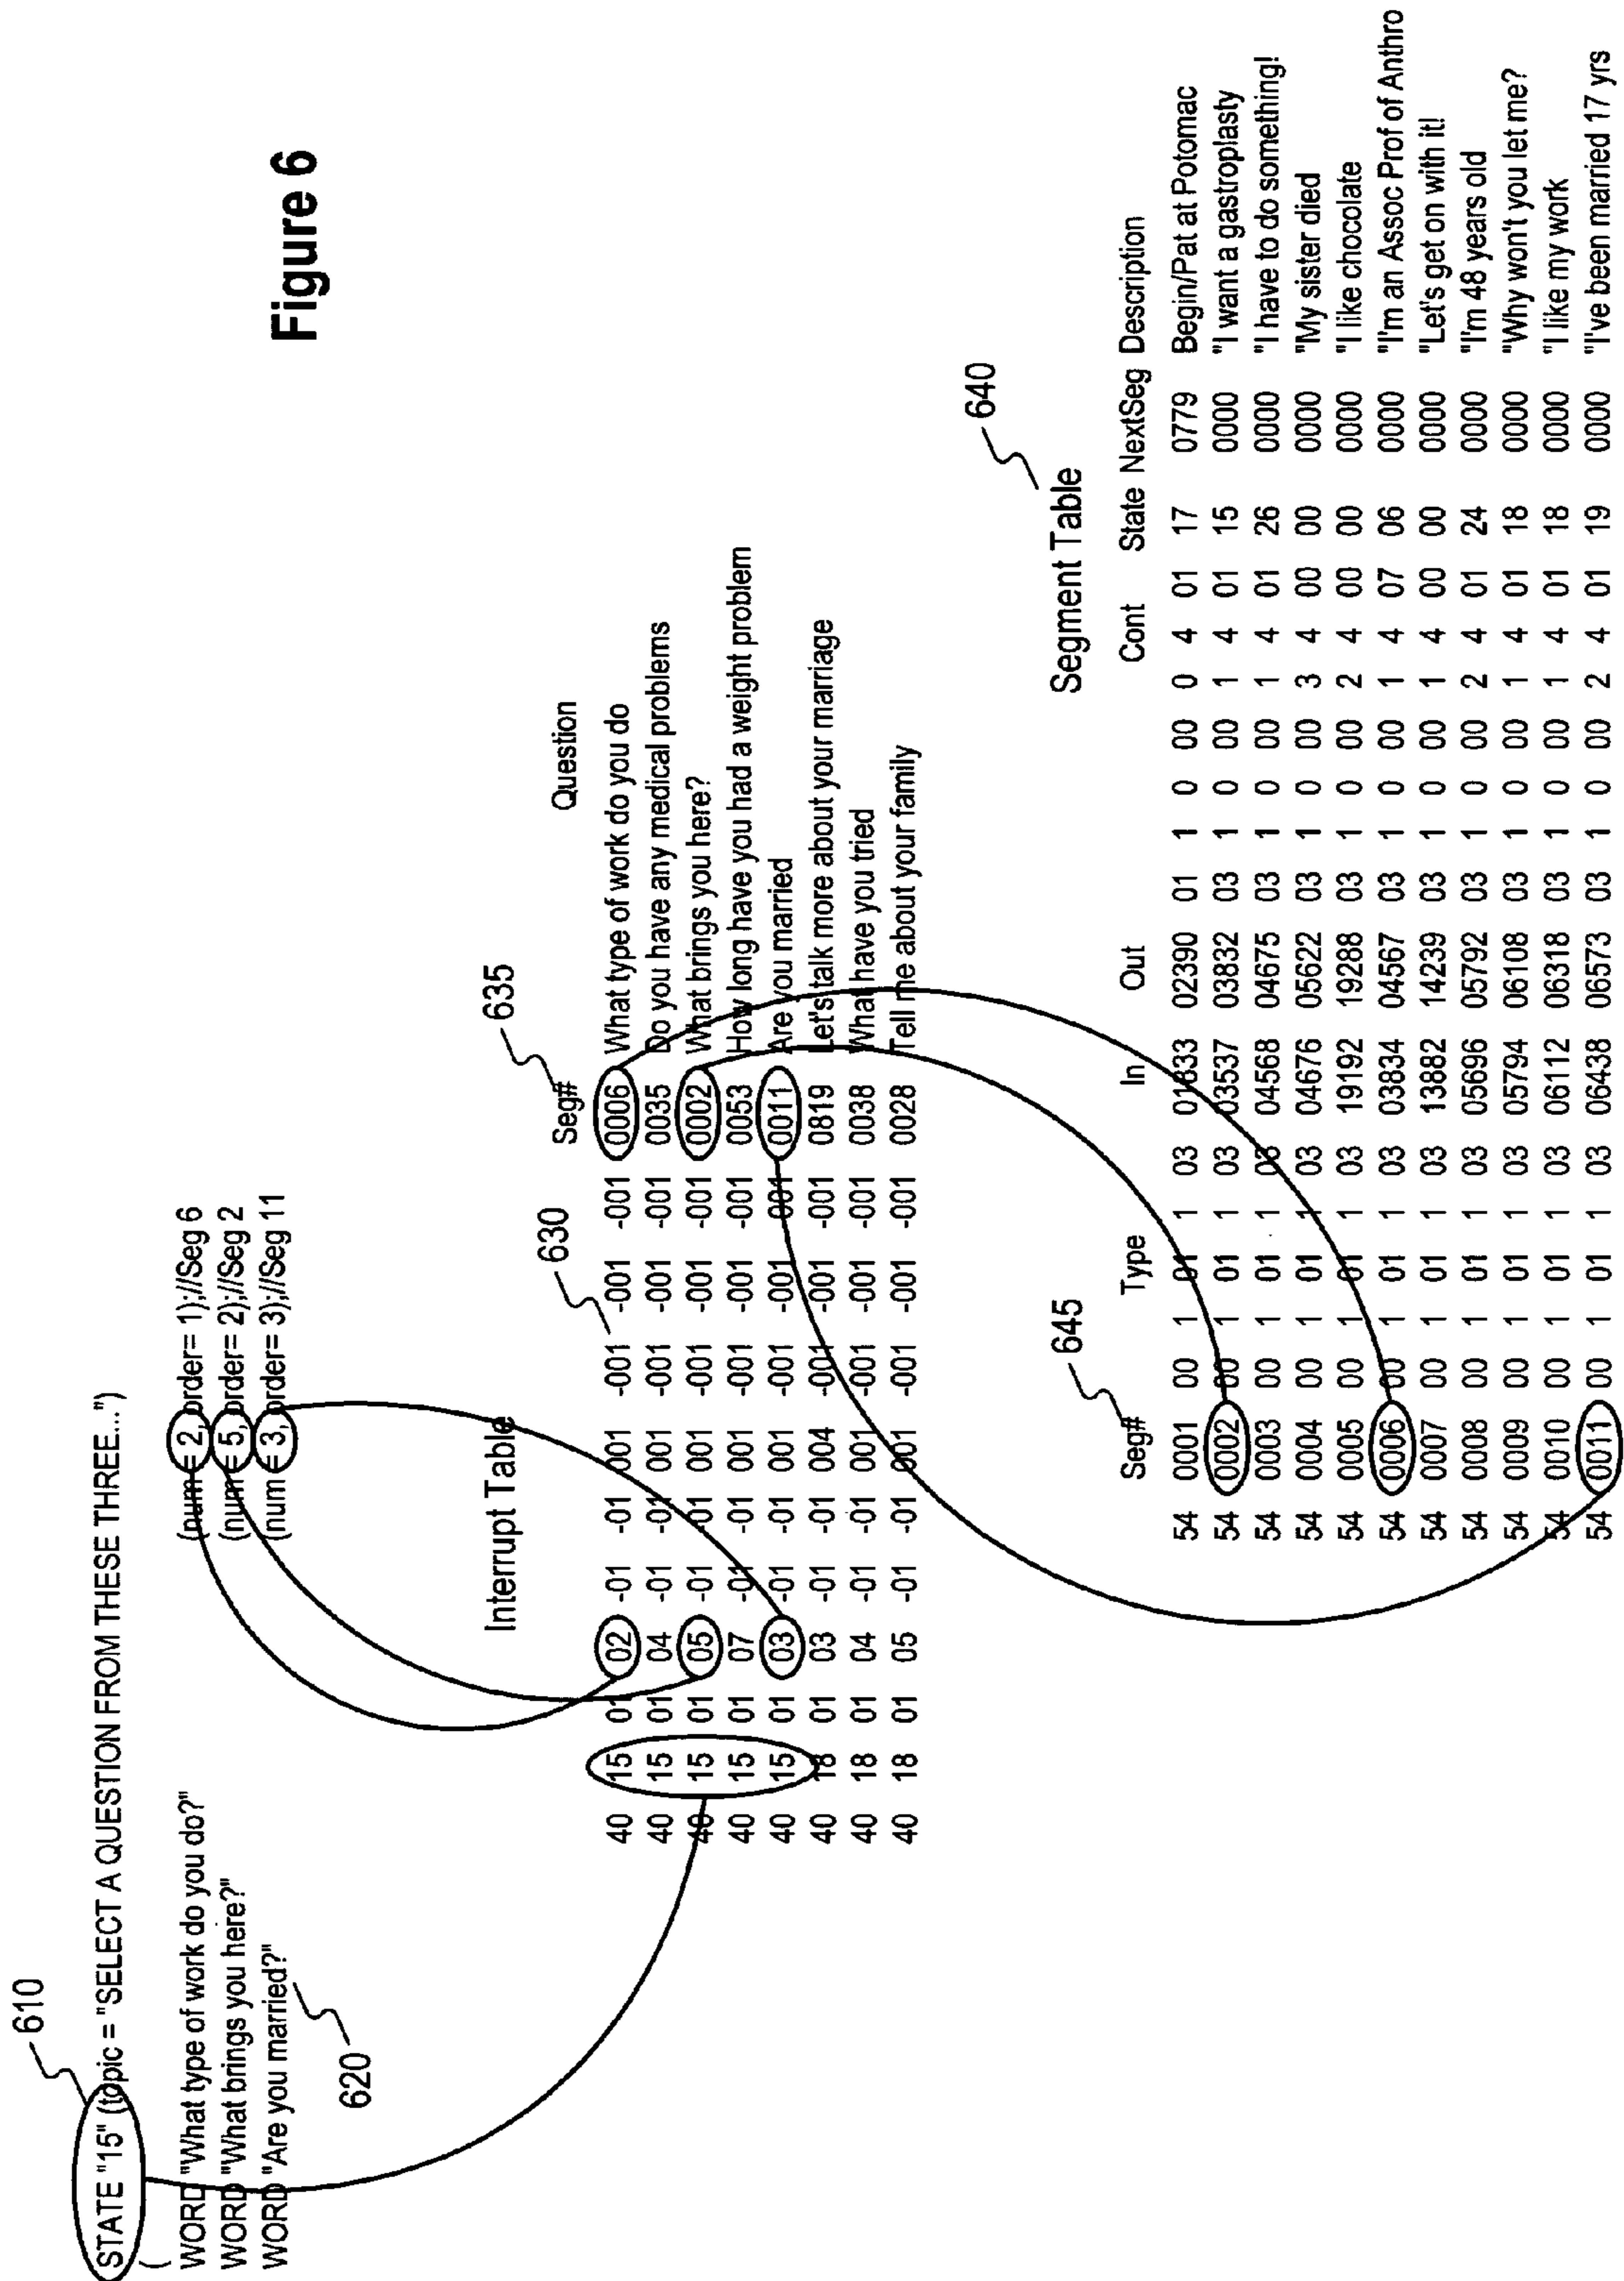 Figure 6
610
STATE "15" (topic = "SELECT A QUESTION FROM THESE THREE...")
(
WORD "What type of work do you do?" (num = 2, order= 1);//Seg 6
WORD "What brings you here?" (num = 5, order= 2);//Seg 2
WORD "Are you married?" (num = 3, order= 3);//Seg 11
620
Interrupt Table
630
635
Seg# Question
40 15 01 02 -01 -01 001 -001 -001 -001 0006 What type of work do you do
40 15 01 04 -01 -01 001 -001 -001 -001 0035 Do you have any medical problems
40 15 01 05 -01 -01 001 -001 -001 -001 0002 What brings you here?
40 15 01 07 -01 -01 001 -001 -001 -001 0053 How long have you had a weight problem
40 15 01 03 -01 -01 001 -001 -001 -001 0011 Are you married
40 18 01 03 -01 -01 004 -001 -001 -001 0819 Let's talk more about your marriage
40 18 01 04 -01 -01 001 -001 -001 -001 0038 What have you tried
40 18 01 05 -01 -01 001 -001 -001 -001 0028 Tell me about your family
Segment Table
640
645
Seg# Type In Out Cont State NextSeg Description
54 0001 00 1 01 1 03 01833 02390 01 1 0 00 0 4 01 17 0779 Begin/Pat at Potomac
54 0002 00 1 01 1 03 03537 03832 03 1 0 00 1 4 01 15 0000 "I want a gastroplasty
54 0003 00 1 01 1 03 04568 04675 03 1 0 00 1 4 01 26 0000 "I have to do something!
54 0004 00 1 01 1 03 04676 05622 03 1 0 00 3 4 00 00 0000 "My sister died
54 0005 00 1 01 1 03 19192 19288 03 1 0 00 2 4 00 00 0000 "I like chocolate
54 0006 00 1 01 1 03 03834 04567 03 1 0 00 1 4 07 06 0000 "I'm an Assoc Prof of Anthro
54 0007 00 1 01 1 03 13882 14239 03 1 0 00 1 4 00 00 0000 "Let's get on with it!
54 0008 00 1 01 1 03 05696 05792 03 1 0 00 2 4 01 24 0000 "I'm 48 years old
54 0009 00 1 01 1 03 05794 06108 03 1 0 00 1 4 01 18 0000 "Why won't you let me?
54 0010 00 1 01 1 03 06112 06318 03 1 0 00 1 4 01 18 0000 "I like my work
54 0011 00 1 01 1 03 06438 06573 03 1 0 00 2 4 01 19 0000 "I've been married 17 yrs